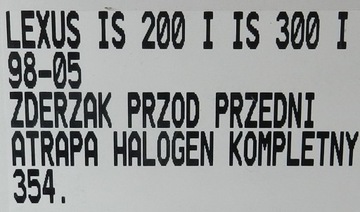 LEXUS IS 200 I IS 300 I
98-05
ZDERZAK PRZOD PRZEDNI
ATRAPA HALOGEN KOMPLETNY
354.